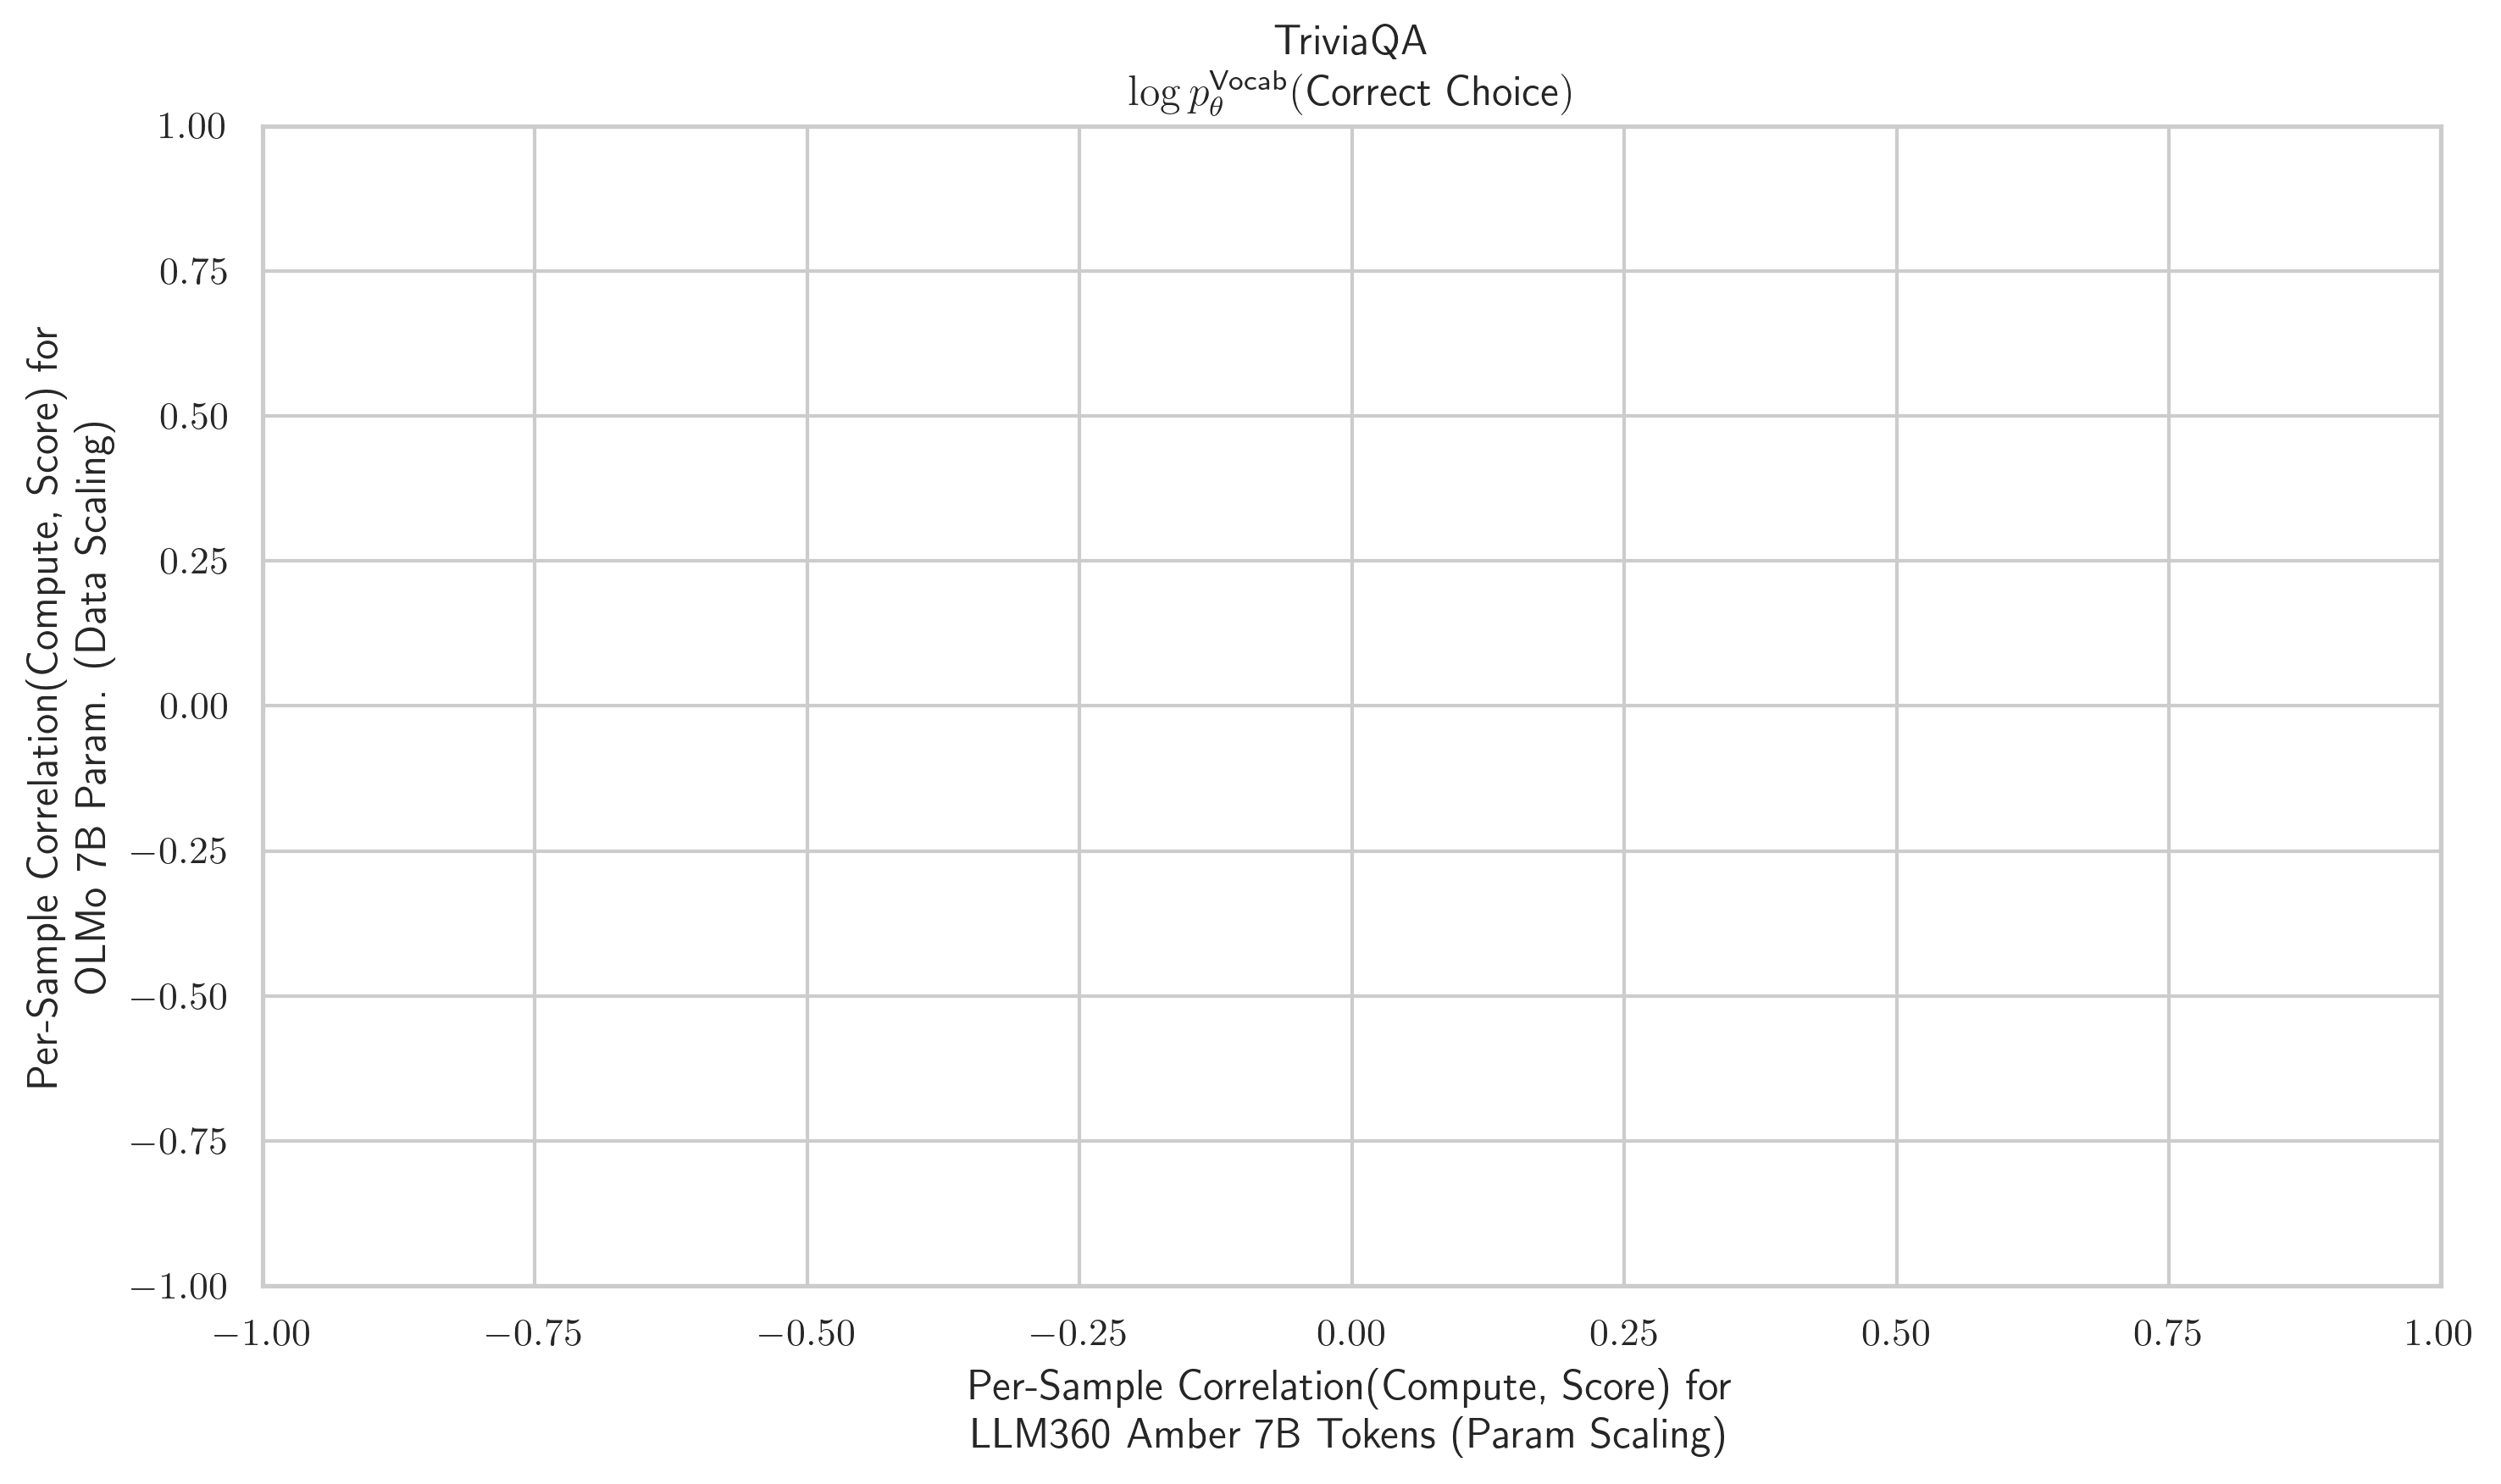 TriviaQA
log p_θ^Vocab(Correct Choice)
1.00
0.75
0.50
0.25
0.00
−0.25
−0.50
−0.75
−1.00
Per-Sample Correlation(Compute, Score) for
OLMo 7B Param. (Data Scaling)
−1.00 −0.75 −0.50 −0.25 0.00 0.25 0.50 0.75 1.00
Per-Sample Correlation(Compute, Score) for
LLM360 Amber 7B Tokens (Param Scaling)